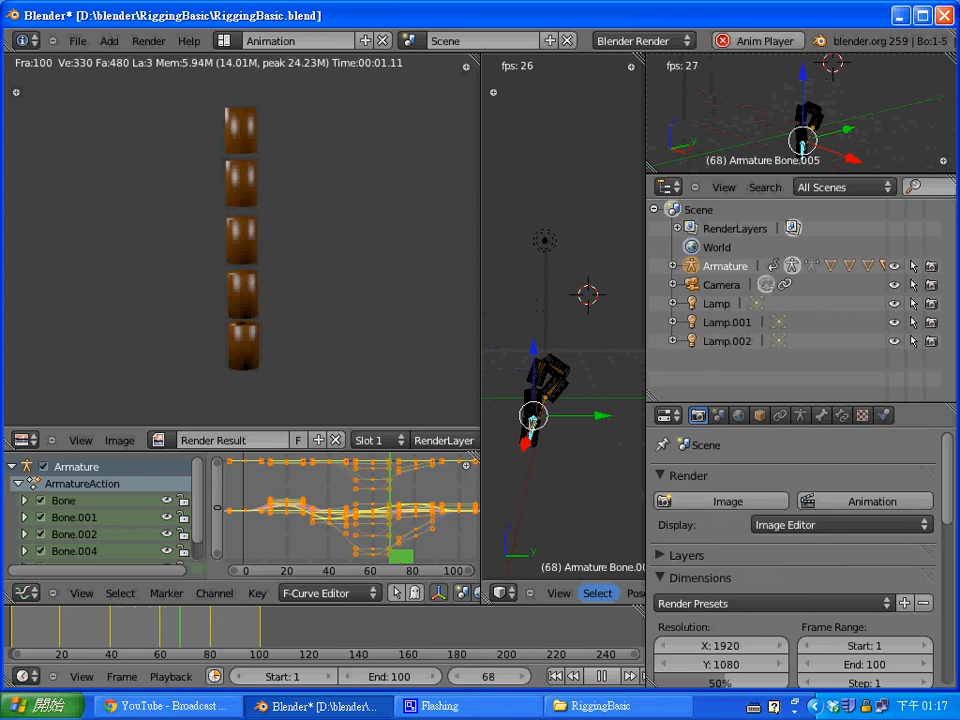 Blender* [D:\blender\RiggingBasic\RiggingBasic.blend]
File Add Render Help Animation Scene Blender Render Anim Player blender.org 259 | Bo:1-5
Fra:100 Ve:330 Fa:480 La:3 Mem:5.94M (14.01M, peak 24.23M) Time:00:01.11
fps: 26
fps: 27
(68) Armature Bone.005
View Search All Scenes
Scene
RenderLayers
World
Armature
Camera
Lamp
Lamp.001
Lamp.002
View Image Render Result F Slot 1 RenderLayer
Scene
Render
Image Animation
Display: Image Editor
Layers
Dimensions
Render Presets
Resolution: Frame Range:
X: 1920 Start: 1
Y: 1080 End: 100
50% Step: 1
Armature
ArmatureAction
Bone
Bone.001
Bone.002
Bone.004
0 20 40 60 80 100
(68) Armature Bone.00
View Select Marker Channel Key F-Curve Editor
View Select Pos
20 40 60 80 100 120 140 160 180 200 220 240
View Frame Playback Start: 1 End: 100 68
開始 YouTube - Broadcast ... Blender* [D:\blender\... Flashing RiggingBasic 下午 01:17